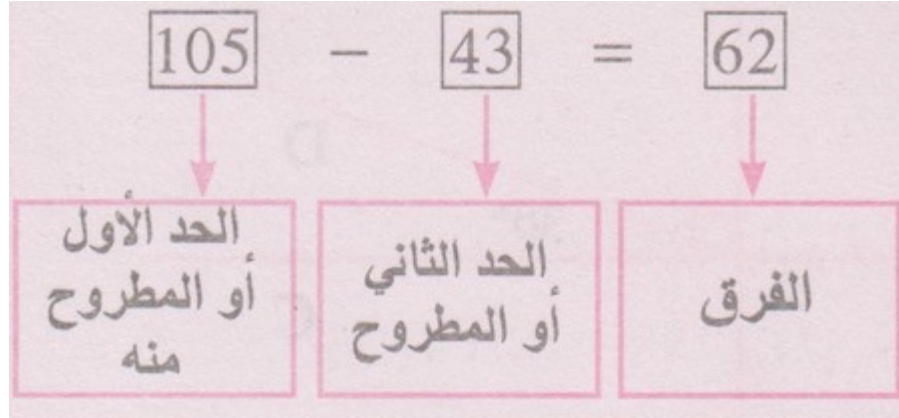 105 − 43 = 62
الحد الأول
أو المطروح
منه
الحد الثاني
أو المطروح
الفرق